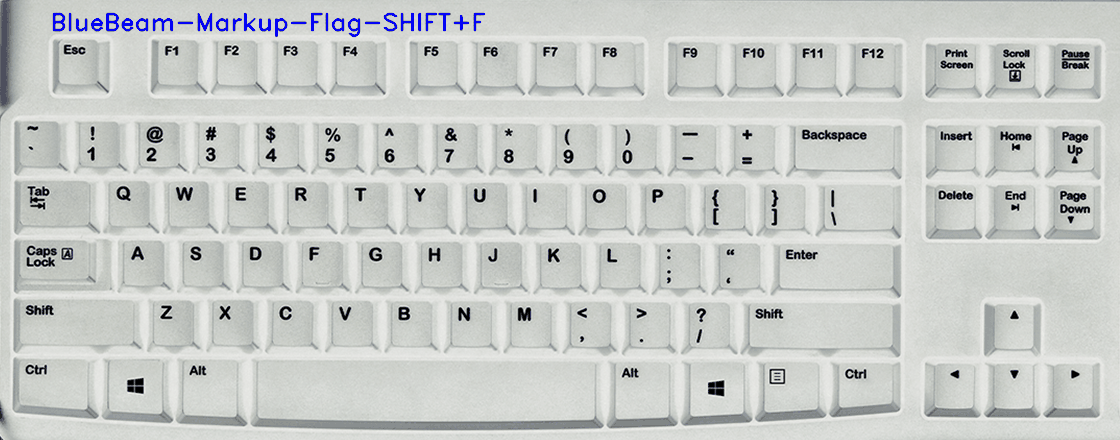 BlueBeam-Markup-Flag-SHIFT+F
Esc F1 F2 F3 F4 F5 F6 F7 F8 F9 F10 F11 F12 Print Screen Scroll Lock Pause Break
~ ` ! 1 @ 2 # 3 $ 4 % 5 ^ 6 & 7 * 8 ( 9 ) 0 — - + = Backspace Insert Home Page Up
Tab Q W E R T Y U I O P { [ } ] | \ Delete End Page Down
Caps Lock A A S D F G H J K L : ; “ ‘ Enter
Shift Z X C V B N M < , > . ? / Shift
Ctrl Alt Alt Ctrl